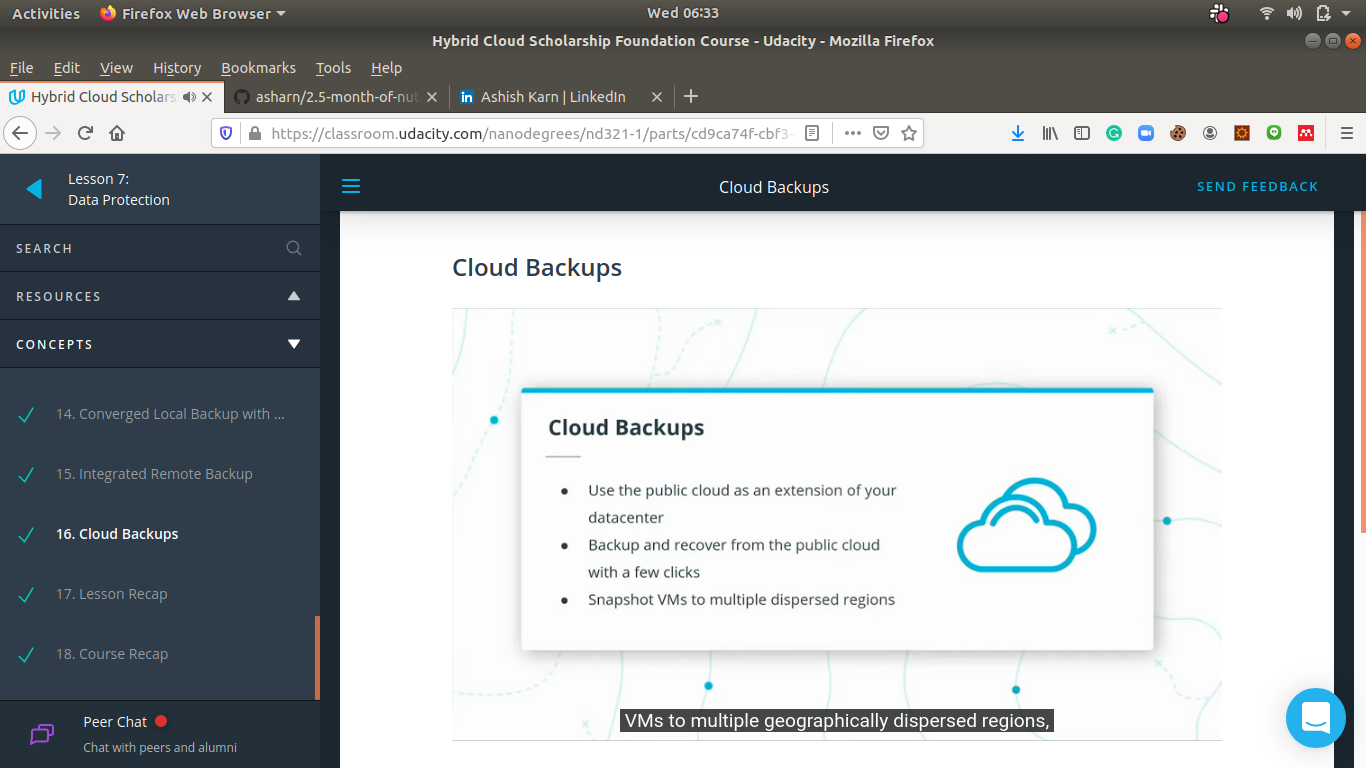 Activities
Firefox Web Browser
Wed 06:33
Hybrid Cloud Scholarship Foundation Course - Udacity - Mozilla Firefox
File Edit View History Bookmarks Tools Help
Hybrid Cloud Scholars
asharn/2.5-month-of-nut
Ashish Karn | LinkedIn
https://classroom.udacity.com/nanodegrees/nd321-1/parts/cd9ca74f-cbf3-
Lesson 7:
Data Protection
Cloud Backups
SEND FEEDBACK
SEARCH
RESOURCES
CONCEPTS
14. Converged Local Backup with ...
15. Integrated Remote Backup
16. Cloud Backups
17. Lesson Recap
18. Course Recap
Peer Chat
Chat with peers and alumni
Cloud Backups
Cloud Backups
● Use the public cloud as an extension of your
datacenter
● Backup and recover from the public cloud
with a few clicks
● Snapshot VMs to multiple dispersed regions
VMs to multiple geographically dispersed regions,